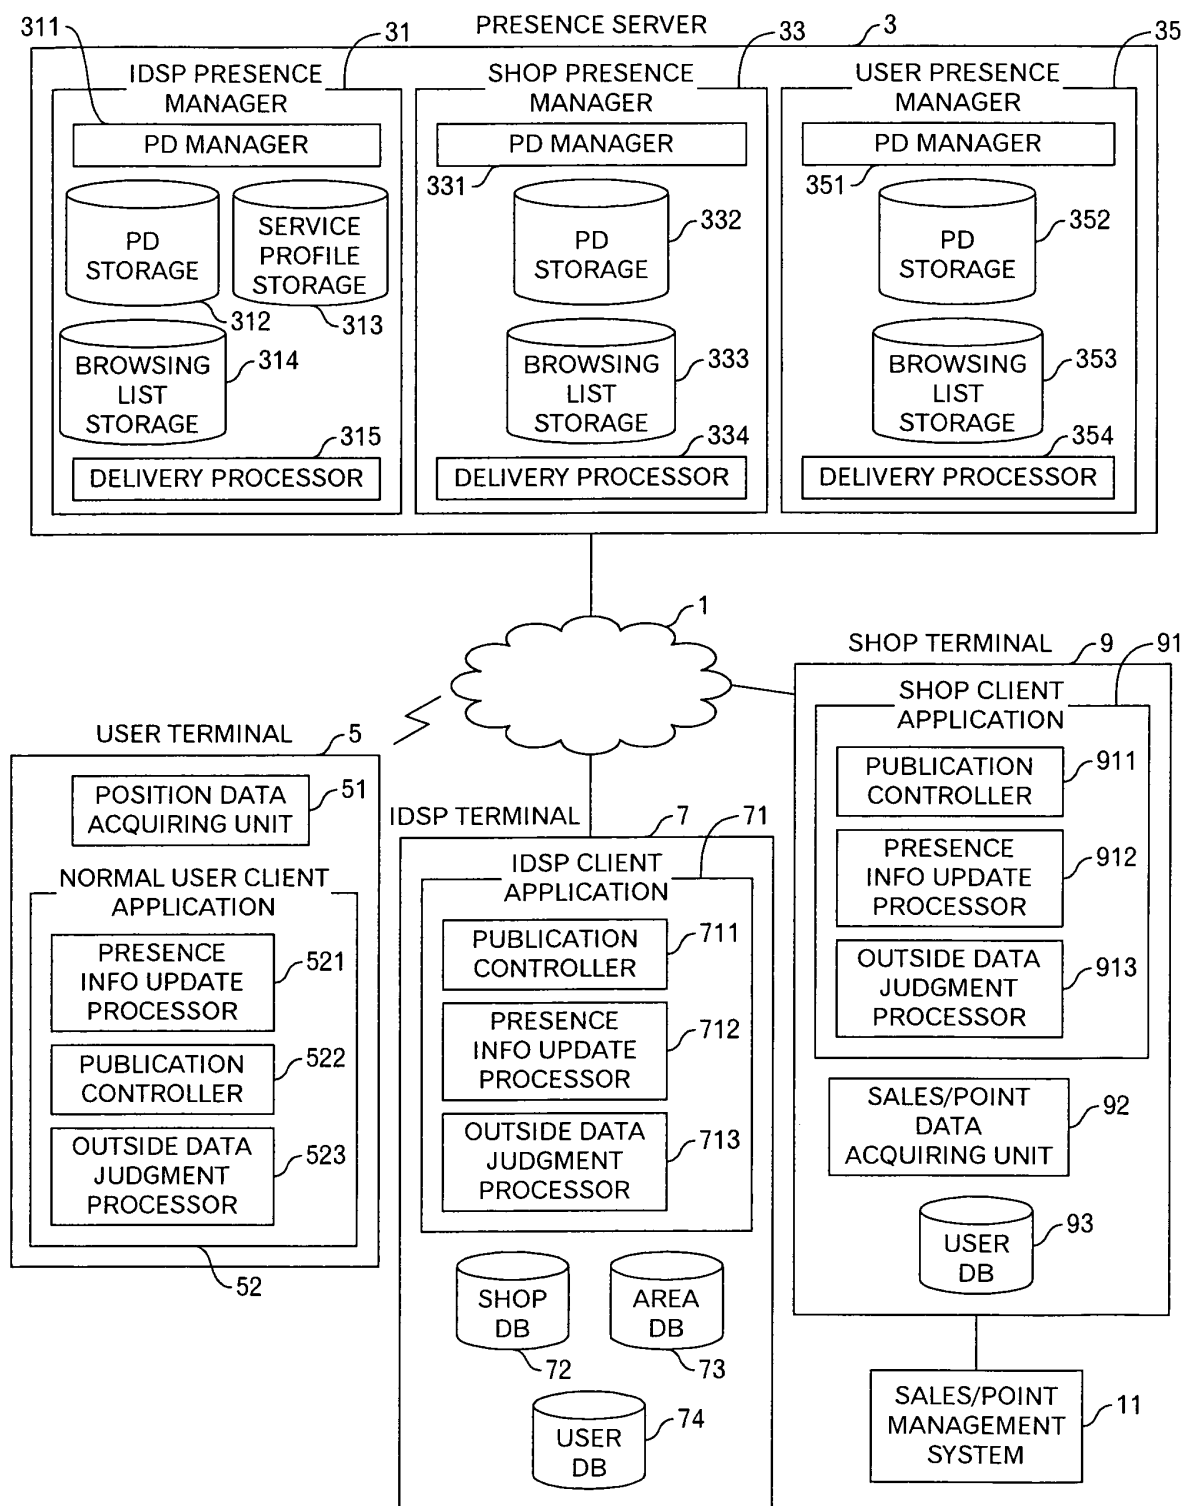 PRESENCE SERVER
3
311
31
33
35
IDSP PRESENCE
MANAGER
PD MANAGER
PD
STORAGE
312
SERVICE
PROFILE
STORAGE
313
BROWSING
LIST
STORAGE
314
315
DELIVERY PROCESSOR
SHOP PRESENCE
MANAGER
PD MANAGER
331
PD
STORAGE
332
BROWSING
LIST
STORAGE
333
334
DELIVERY PROCESSOR
USER PRESENCE
MANAGER
PD MANAGER
351
PD
STORAGE
352
BROWSING
LIST
STORAGE
353
354
DELIVERY PROCESSOR
1
USER TERMINAL
5
POSITION DATA
ACQUIRING UNIT
51
NORMAL USER CLIENT
APPLICATION
PRESENCE
INFO UPDATE
PROCESSOR
521
PUBLICATION
CONTROLLER
522
OUTSIDE DATA
JUDGMENT
PROCESSOR
523
52
IDSP TERMINAL
7
71
IDSP CLIENT
APPLICATION
PUBLICATION
CONTROLLER
711
PRESENCE
INFO UPDATE
PROCESSOR
712
OUTSIDE DATA
JUDGMENT
PROCESSOR
713
SHOP
DB
72
AREA
DB
73
USER
DB
74
SHOP TERMINAL
9
91
SHOP CLIENT
APPLICATION
PUBLICATION
CONTROLLER
911
PRESENCE
INFO UPDATE
PROCESSOR
912
OUTSIDE DATA
JUDGMENT
PROCESSOR
913
SALES/POINT
DATA
ACQUIRING UNIT
92
USER
DB
93
SALES/POINT
MANAGEMENT
SYSTEM
11